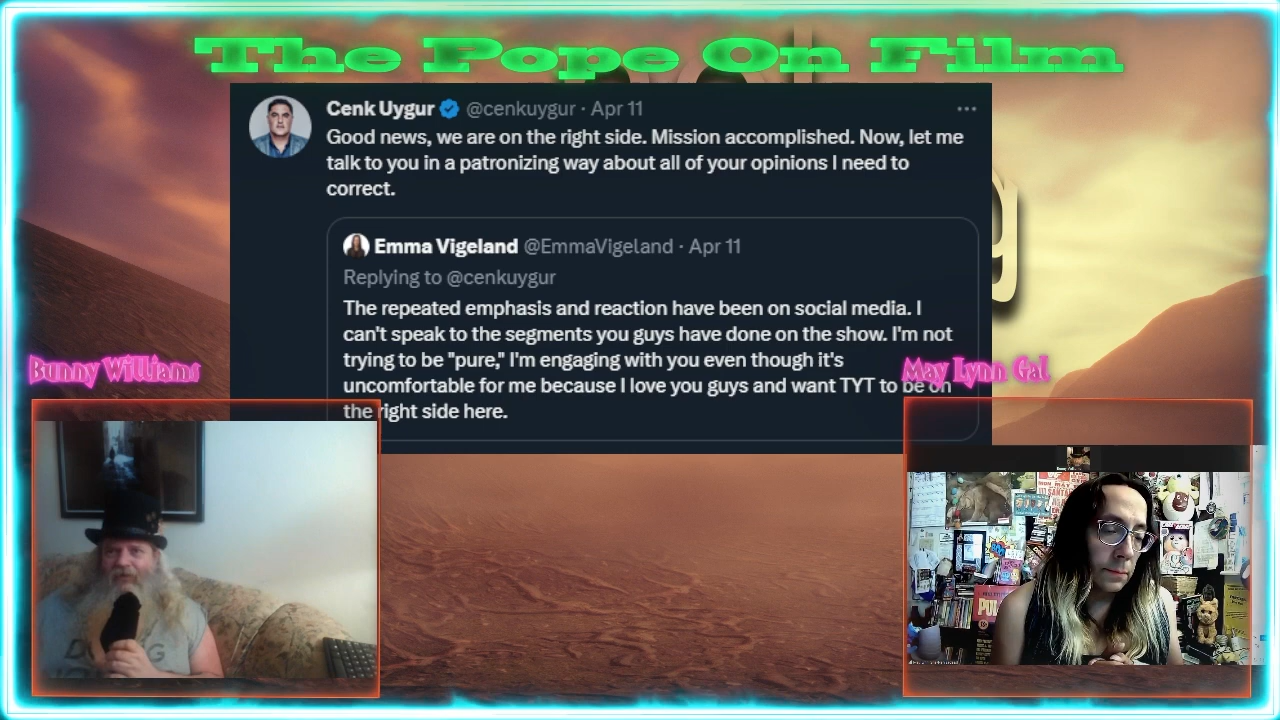 The Pope On Film
Cenk Uygur @cenkuygur · Apr 11
Good news, we are on the right side. Mission accomplished. Now, let me
talk to you in a patronizing way about all of your opinions I need to
correct.
Emma Vigeland @EmmaVigeland · Apr 11
Replying to @cenkuygur
The repeated emphasis and reaction have been on social media. I
can't speak to the segments you guys have done on the show. I'm not
trying to be "pure," I'm engaging with you even though it's
uncomfortable for me because I love you guys and want TYT to be on
the right side here.
Bunny Williams
May Lynn Gal